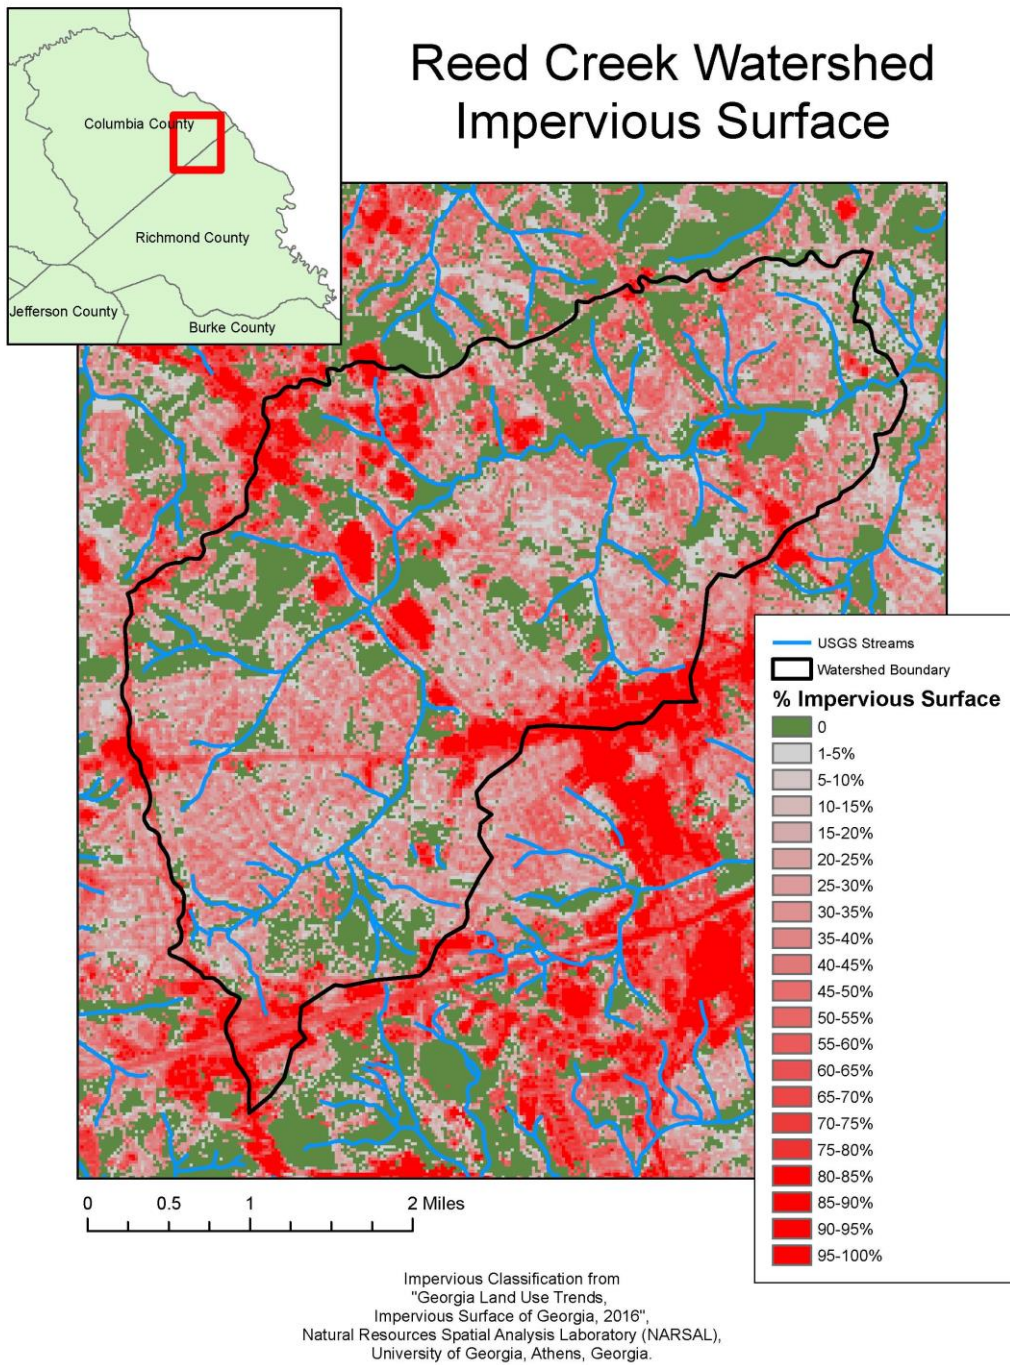 Reed Creek Watershed
Impervious Surface
Columbia County
Richmond County
Jefferson County
Burke County
USGS Streams
Watershed Boundary
% Impervious Surface
0
1-5%
5-10%
10-15%
15-20%
20-25%
25-30%
30-35%
35-40%
40-45%
45-50%
50-55%
55-60%
60-65%
65-70%
70-75%
75-80%
80-85%
85-90%
90-95%
95-100%
0 0.5 1 2 Miles
Impervious Classification from
"Georgia Land Use Trends,
Impervious Surface of Georgia, 2016",
Natural Resources Spatial Analysis Laboratory (NARSAL),
University of Georgia, Athens, Georgia.